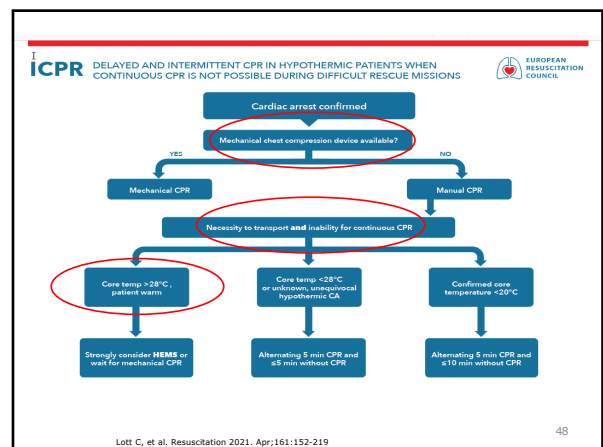 ICPR
DELAYED AND INTERMITTENT CPR IN HYPOTHERMIC PATIENTS WHEN
CONTINUOUS CPR IS NOT POSSIBLE DURING DIFFICULT RESCUE MISSIONS
EUROPEAN
RESUSCITATION
COUNCIL
Cardiac arrest confirmed
Mechanical chest compression device available?
YES
NO
Mechanical CPR
Manual CPR
Necessity to transport and inability for continuous CPR
Core temp >28°C ,
patient warm
Core temp <28°C
or unknown, unequivocal
hypothermic CA
Confirmed core
temperature <20°C
Strongly consider HEMS or
wait for mechanical CPR
Alternating 5 min CPR and
≤5 min without CPR
Alternating 5 min CPR and
≤10 min without CPR
Lott C, et al. Resuscitation 2021. Apr;161:152-219
48